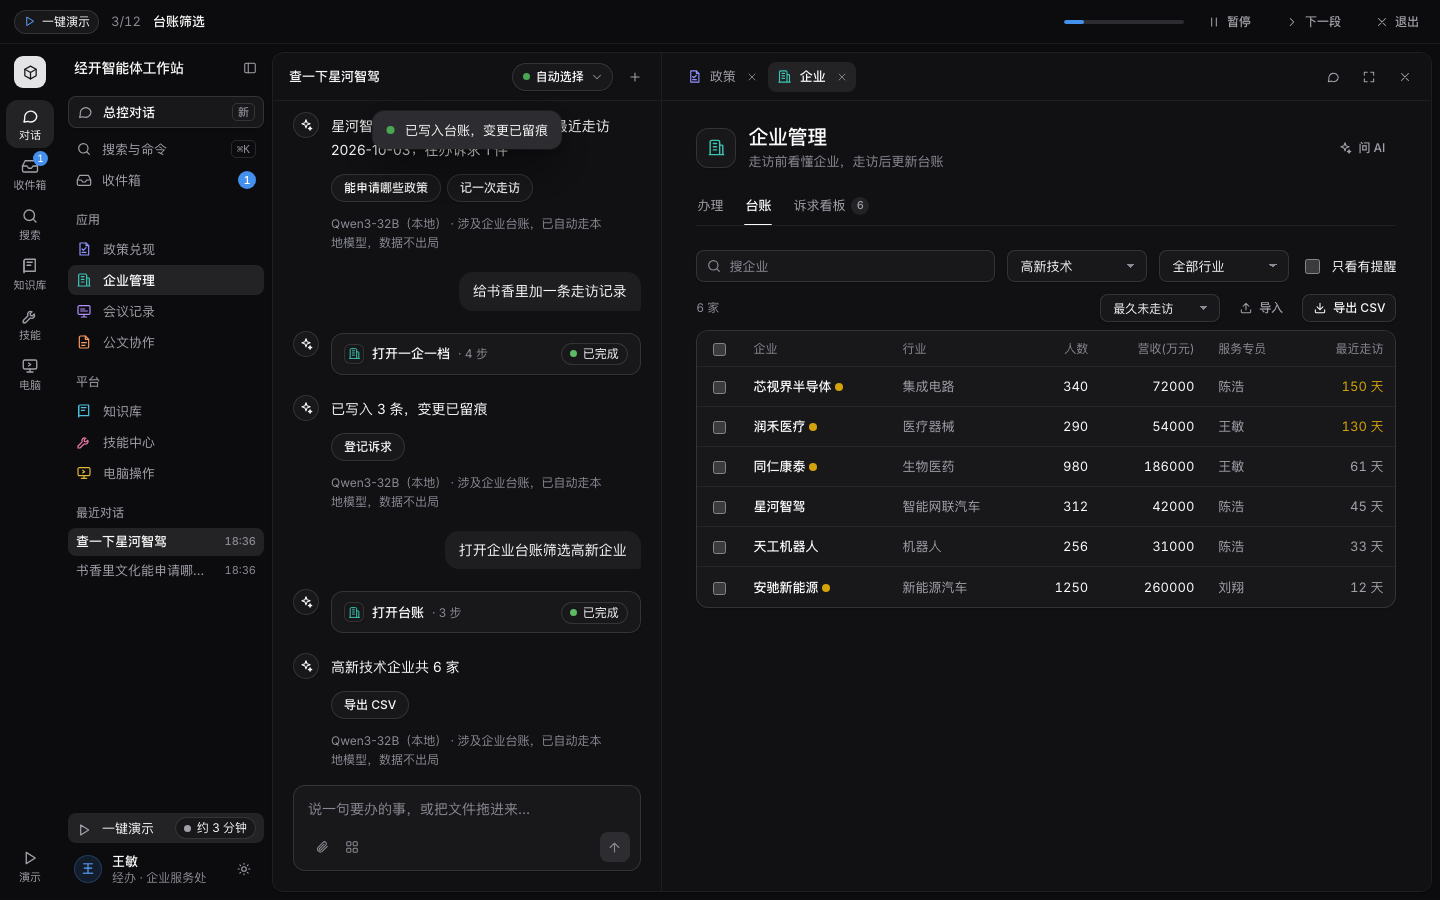 一键演示
3/12
台账筛选
暂停
下一段
退出
对话
收件箱
1
搜索
知识库
技能
电脑
演示
经开智能体工作站
总控对话
新
搜索与命令
⌘K
收件箱
1
应用
政策兑现
企业管理
会议记录
公文协作
平台
知识库
技能中心
电脑操作
最近对话
查一下星河智驾
18:36
书香里文化能申请哪...
18:36
一键演示
约 3 分钟
王
王敏
经办 · 企业服务处
查一下星河智驾
自动选择
已写入台账，变更已留痕
星河智
最近走访
2026-10-03，在办诉求 1 件
能申请哪些政策
记一次走访
Qwen3-32B（本地） · 涉及企业台账，已自动走本
地模型，数据不出局
给书香里加一条走访记录
打开一企一档 · 4 步
已完成
已写入 3 条，变更已留痕
登记诉求
Qwen3-32B（本地） · 涉及企业台账，已自动走本
地模型，数据不出局
打开企业台账筛选高新企业
打开台账 · 3 步
已完成
高新技术企业共 6 家
导出 CSV
Qwen3-32B（本地） · 涉及企业台账，已自动走本
地模型，数据不出局
说一句要办的事，或把文件拖进来...
政策
企业
企业管理
走访前看懂企业，走访后更新台账
问 AI
办理
台账
诉求看板 6
搜企业
高新技术
全部行业
只看有提醒
6 家
最久未走访
导入
导出 CSV
企业 行业 人数 营收(万元) 服务专员 最近走访
芯视界半导体 集成电路 340 72000 陈浩 150 天
润禾医疗 医疗器械 290 54000 王敏 130 天
同仁康泰 生物医药 980 186000 王敏 61 天
星河智驾 智能网联汽车 312 42000 陈浩 45 天
天工机器人 机器人 256 31000 陈浩 33 天
安驰新能源 新能源汽车 1250 260000 刘翔 12 天